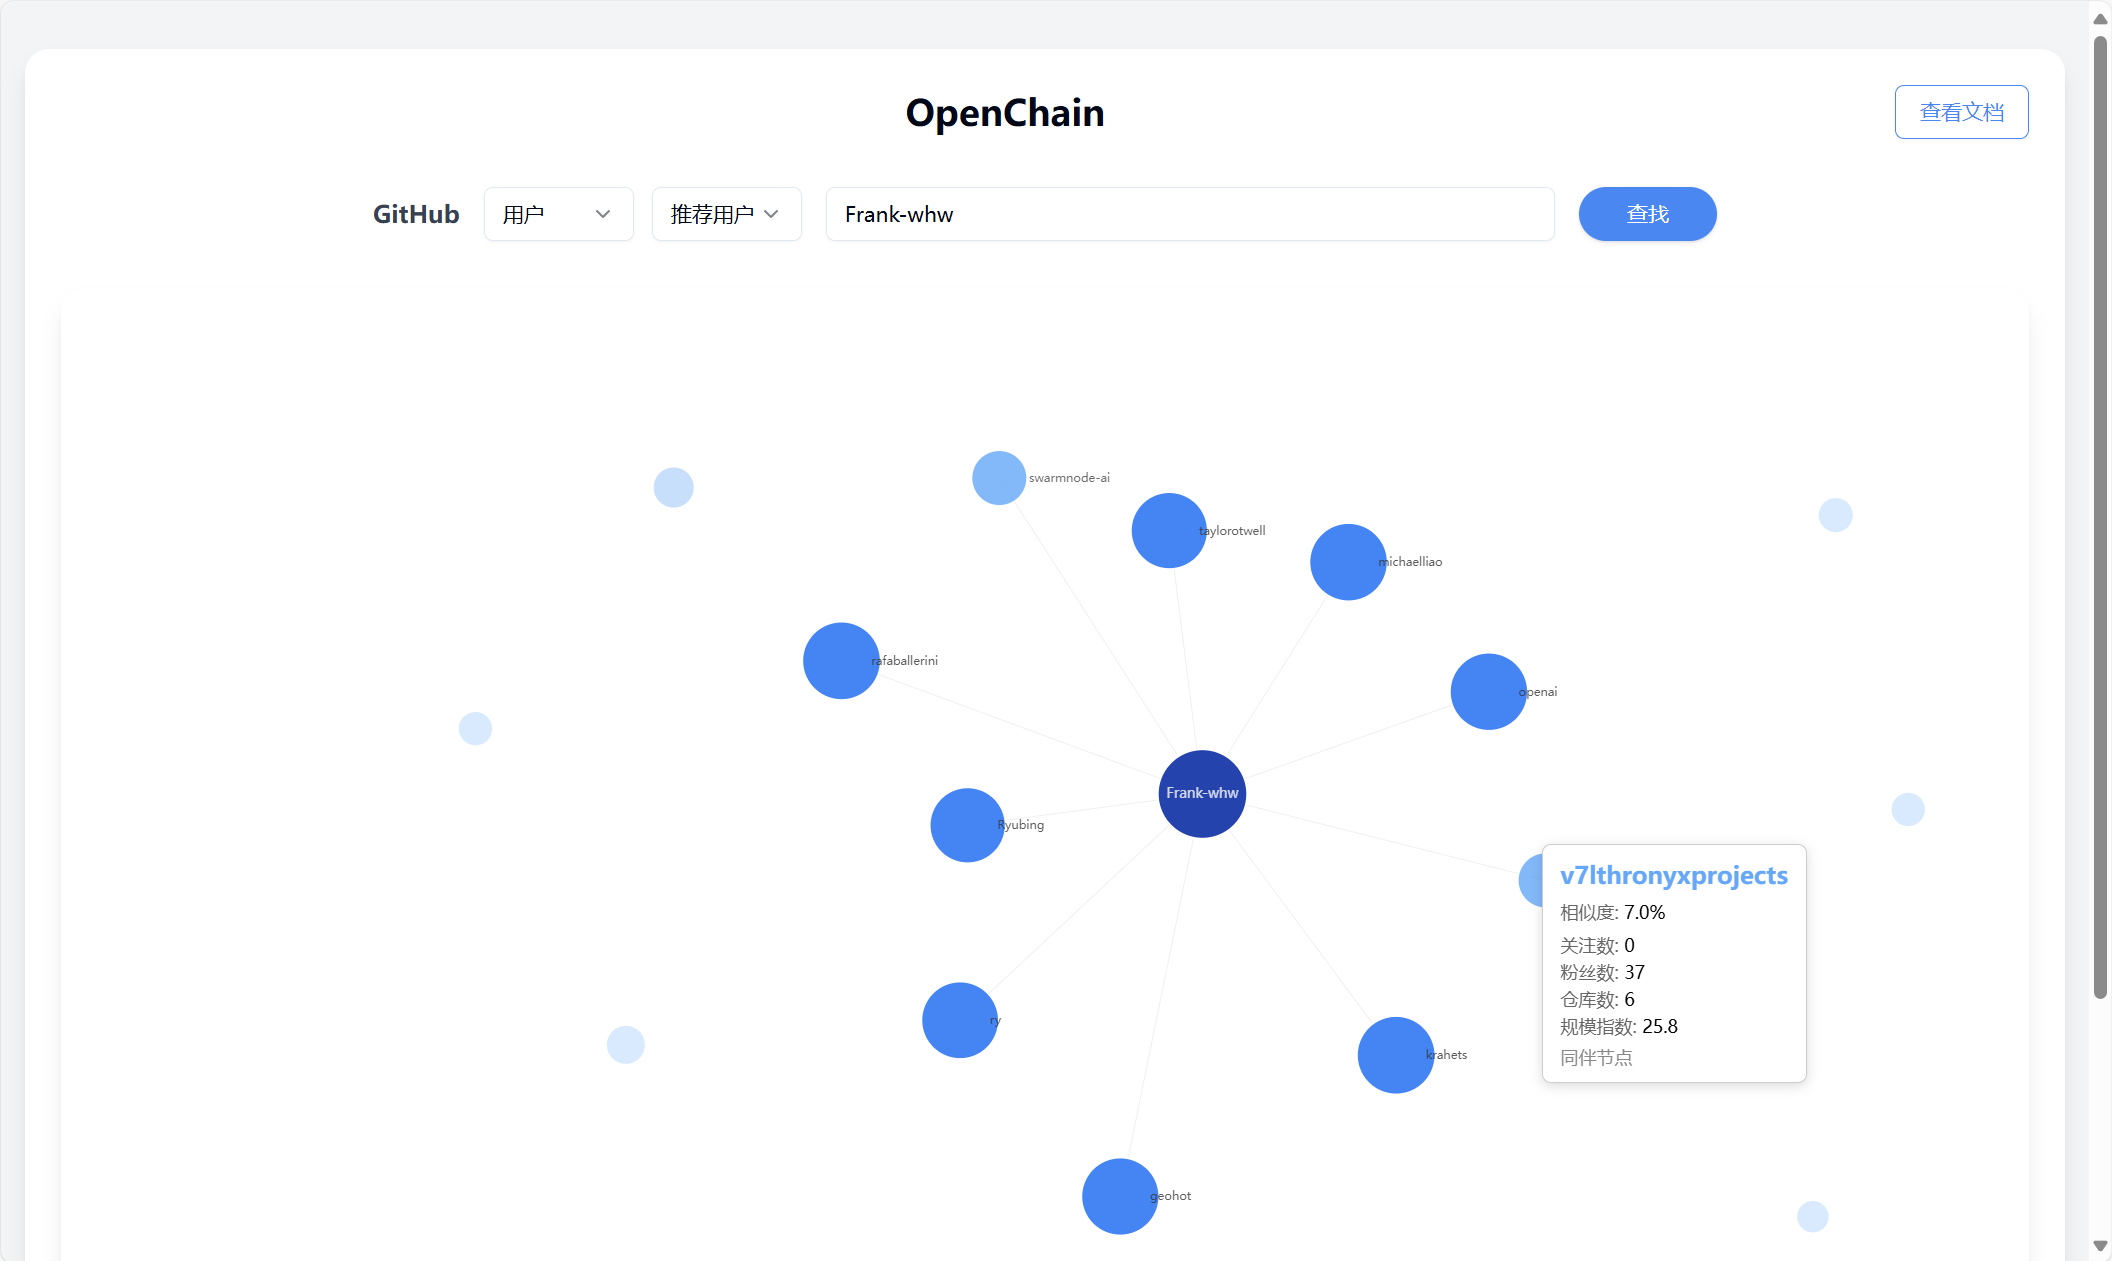 OpenChain
查看文档
GitHub
用户
推荐用户
Frank-whw
查找
swarmnode-ai
taylorotwell
michaelliao
rafaballerini
openai
Frank-whw
Ryubing
v7lthronyxprojects
相似度: 7.0%
关注数: 0
粉丝数: 37
仓库数: 6
规模指数: 25.8
同伴节点
ry
krahets
geohot